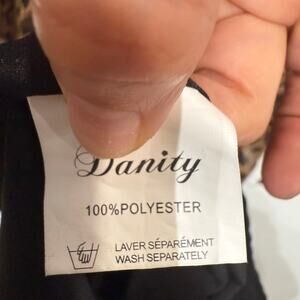 Danity
100%POLYESTER
LAVER SÉPARÉMENT
WASH SEPARATELY